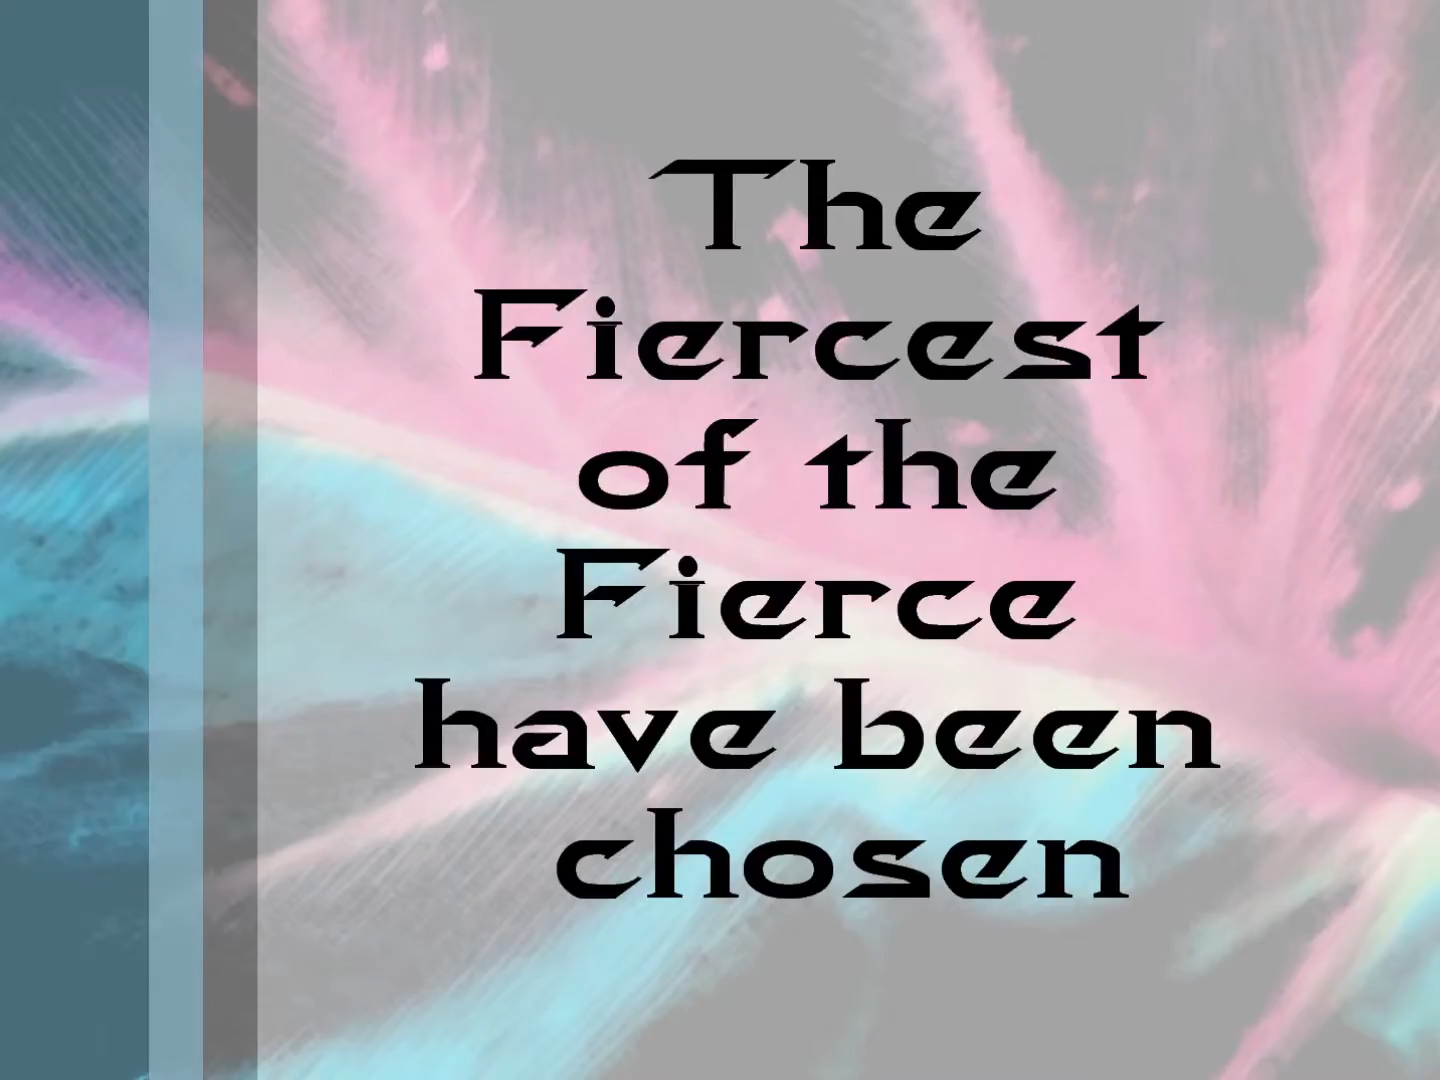 The
Fiercest
of the
Fierce
have been
chosen